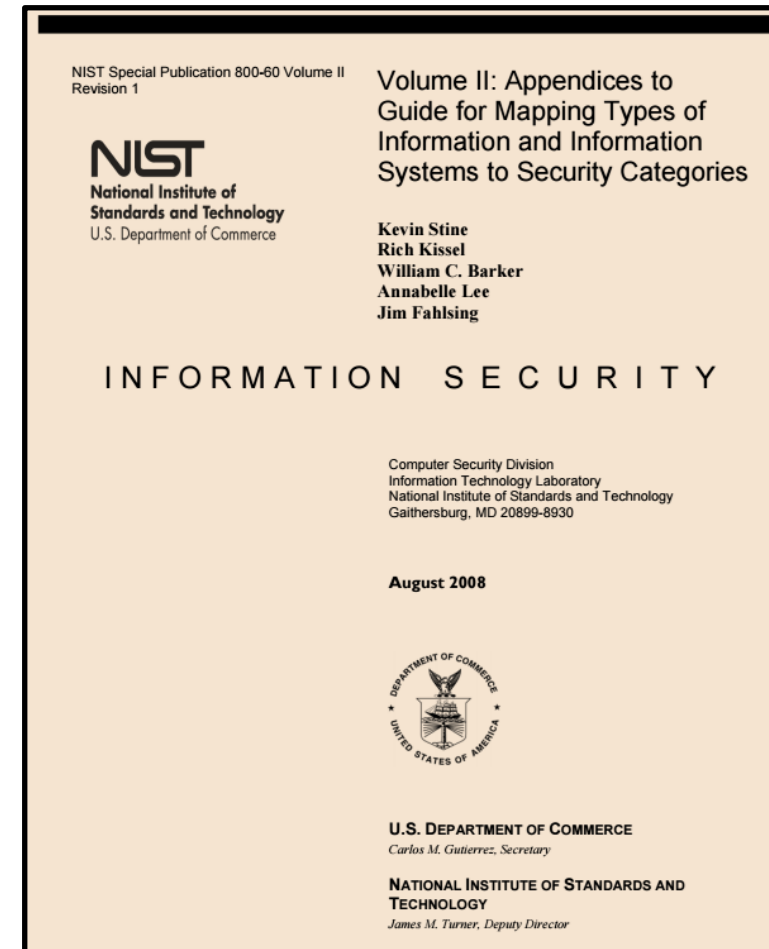 NIST Special Publication 800-60 Volume II
Revision 1
NIST
National Institute of
Standards and Technology
U.S. Department of Commerce
Volume II: Appendices to
Guide for Mapping Types of
Information and Information
Systems to Security Categories
Kevin Stine
Rich Kissel
William C. Barker
Annabelle Lee
Jim Fahlsing
INFORMATION SECURITY
Computer Security Division
Information Technology Laboratory
National Institute of Standards and Technology
Gaithersburg, MD 20899-8930
August 2008
DEPARTMENT OF COMMERCE
UNITED STATES OF AMERICA
U.S. DEPARTMENT OF COMMERCE
Carlos M. Gutierrez, Secretary
NATIONAL INSTITUTE OF STANDARDS AND
TECHNOLOGY
James M. Turner, Deputy Director